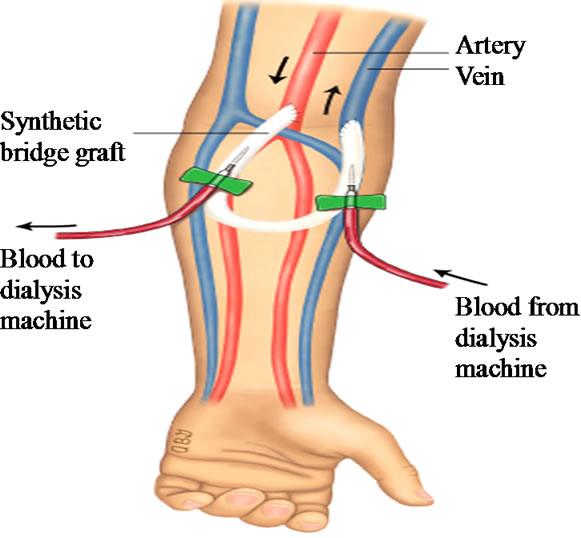 Artery
Vein
Synthetic
bridge graft
Blood to
dialysis
machine
Blood from
dialysis
machine